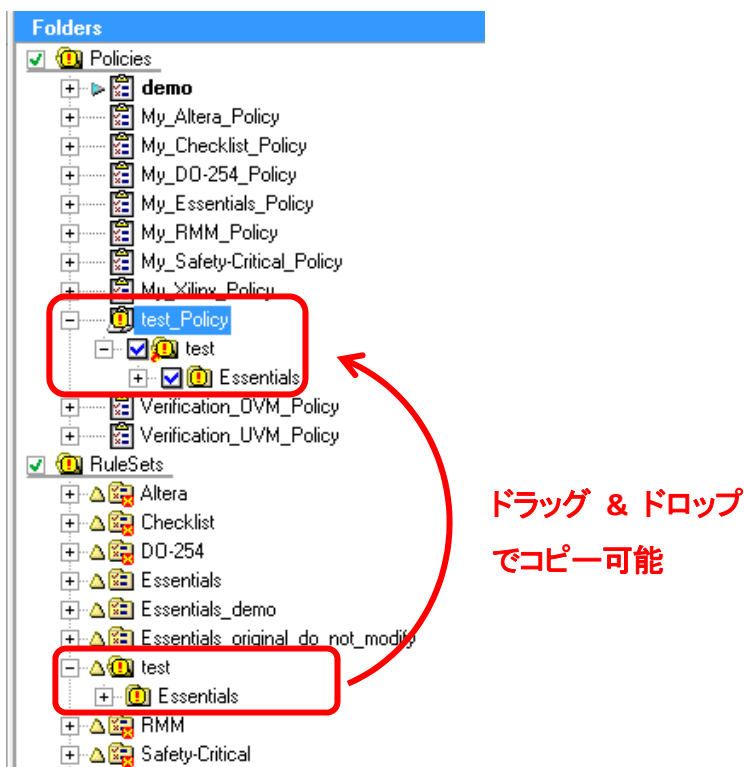 Folders
Policies
demo
My_Altera_Policy
My_Checklist_Policy
My_DO-254_Policy
My_Essentials_Policy
My_RMM_Policy
My_Safety-Critical_Policy
My_Xilinx_Policy
test_Policy
test
Essentials
Verification_OVM_Policy
Verification_UVM_Policy
RuleSets
Altera
Checklist
DO-254
Essentials
Essentials_demo
Essentials_original_do_not_modify
test
Essentials
RMM
Safety-Critical
ドラッグ & ドロップ
でコピー可能